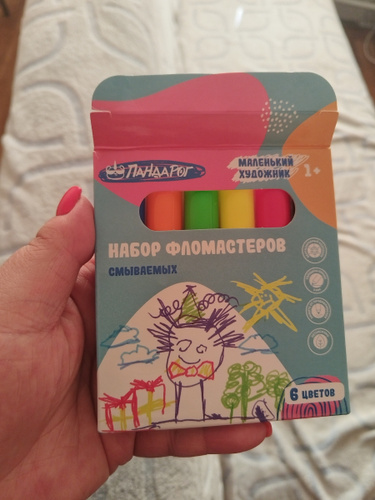 ПАНДАРОГ
МАЛЕНЬКИЙ
ХУДОЖНИК
1+
НАБОР ФЛОМАСТЕРОВ
СМЫВАЕМЫХ
6 ЦВЕТОВ